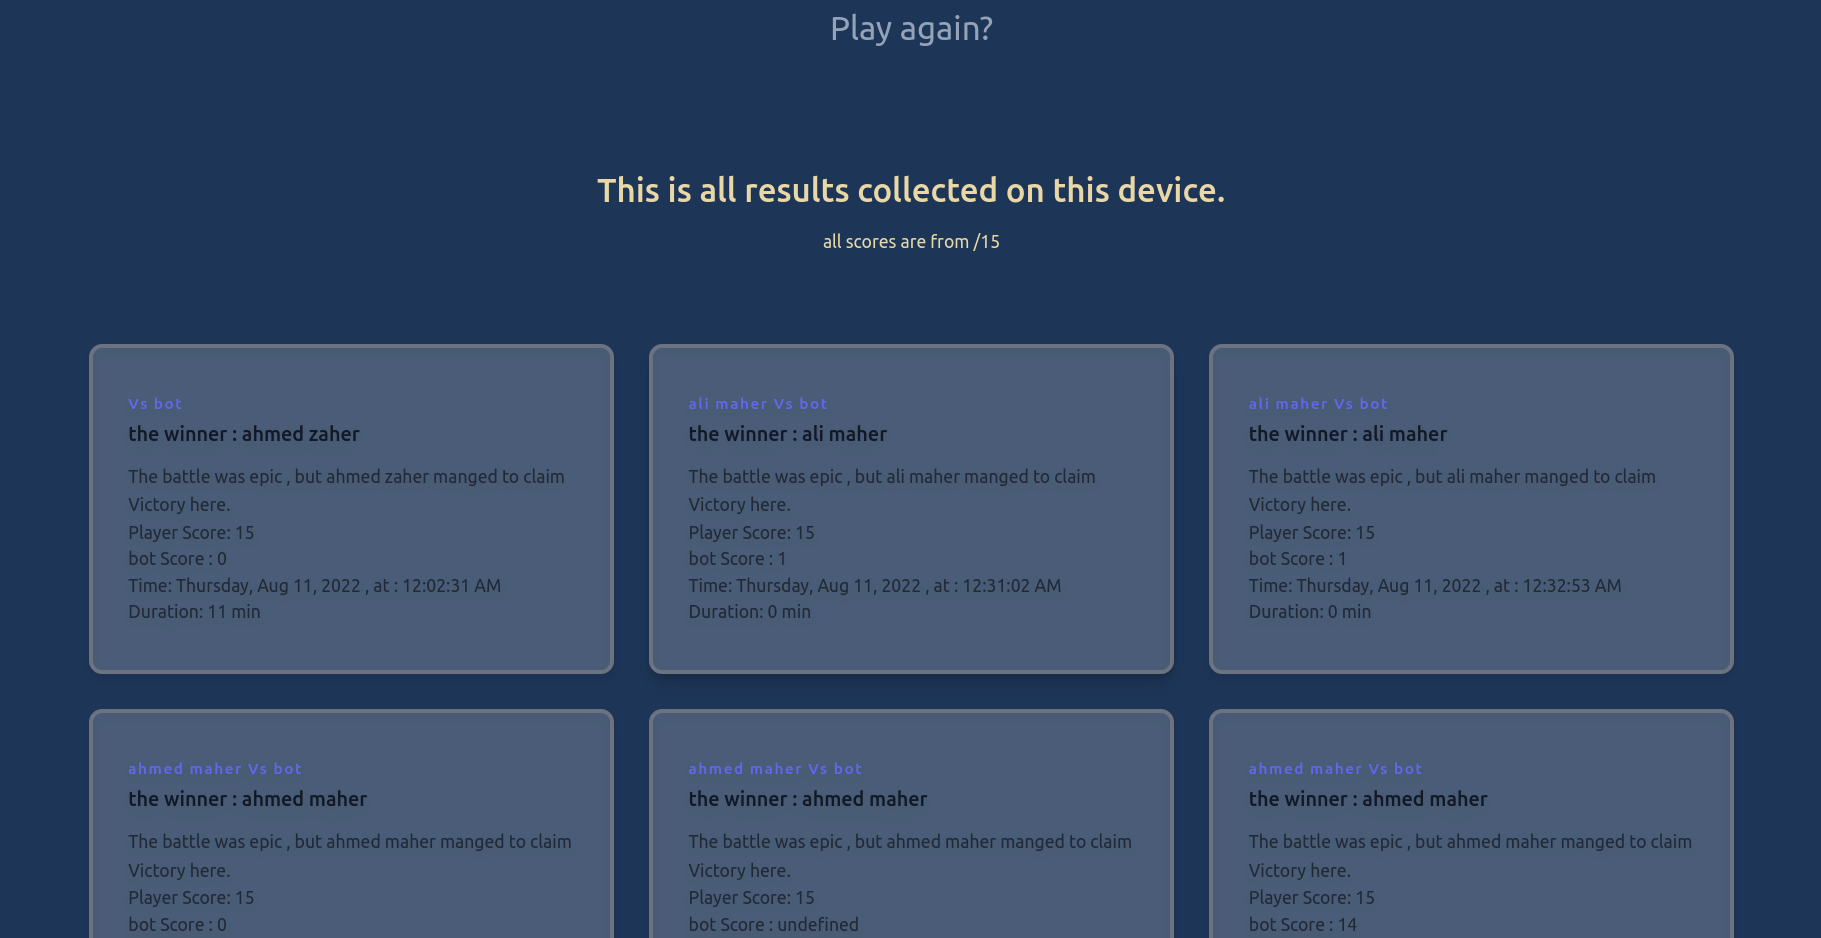 Play again?
This is all results collected on this device.
all scores are from /15
Vs bot
the winner : ahmed zaher
The battle was epic , but ahmed zaher manged to claim
Victory here.
Player Score: 15
bot Score : 0
Time: Thursday, Aug 11, 2022 , at : 12:02:31 AM
Duration: 11 min
ali maher Vs bot
the winner : ali maher
The battle was epic , but ali maher manged to claim
Victory here.
Player Score: 15
bot Score : 1
Time: Thursday, Aug 11, 2022 , at : 12:31:02 AM
Duration: 0 min
ali maher Vs bot
the winner : ali maher
The battle was epic , but ali maher manged to claim
Victory here.
Player Score: 15
bot Score : 1
Time: Thursday, Aug 11, 2022 , at : 12:32:53 AM
Duration: 0 min
ahmed maher Vs bot
the winner : ahmed maher
The battle was epic , but ahmed maher manged to claim
Victory here.
Player Score: 15
bot Score : 0
ahmed maher Vs bot
the winner : ahmed maher
The battle was epic , but ahmed maher manged to claim
Victory here.
Player Score: 15
bot Score : undefined
ahmed maher Vs bot
the winner : ahmed maher
The battle was epic , but ahmed maher manged to claim
Victory here.
Player Score: 15
bot Score : 14